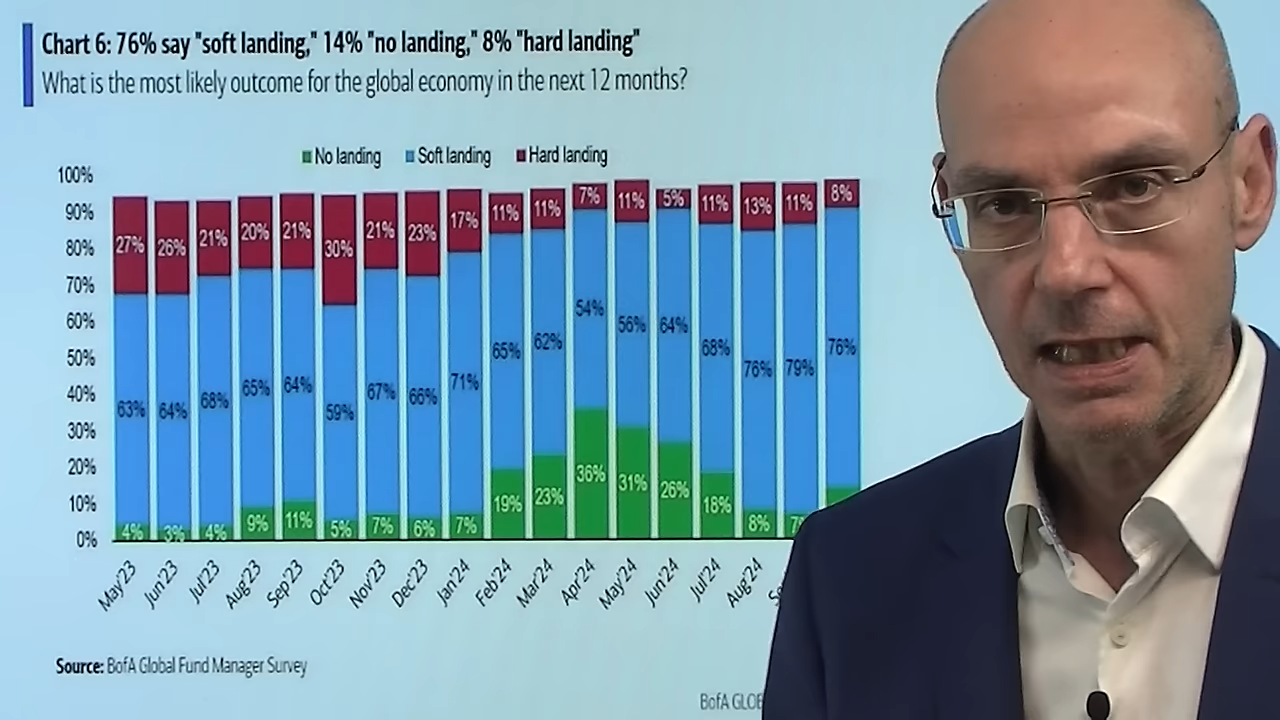 Chart 6: 76% say "soft landing," 14% "no landing," 8% "hard landing"
What is the most likely outcome for the global economy in the next 12 months?
No landing Soft landing Hard landing
100%
90%
80%
70%
60%
50%
40%
30%
20%
10%
0%
27% 26% 21% 20% 21% 30% 21% 23% 17% 11% 11% 7% 11% 5% 11% 13% 11% 8%
63% 64% 68% 65% 64% 59% 67% 66% 71% 65% 62% 54% 56% 64% 68% 76% 79% 76%
4% 3% 4% 9% 11% 5% 7% 6% 7% 19% 23% 36% 31% 26% 18% 8%
May'23 Jun'23 Jul'23 Aug'23 Sep'23 Oct'23 Nov'23 Dec'23 Jan'24 Feb'24 Mar'24 Apr'24 May'24 Jun'24 Jul'24 Aug'24
Source: BofA Global Fund Manager Survey
BofA